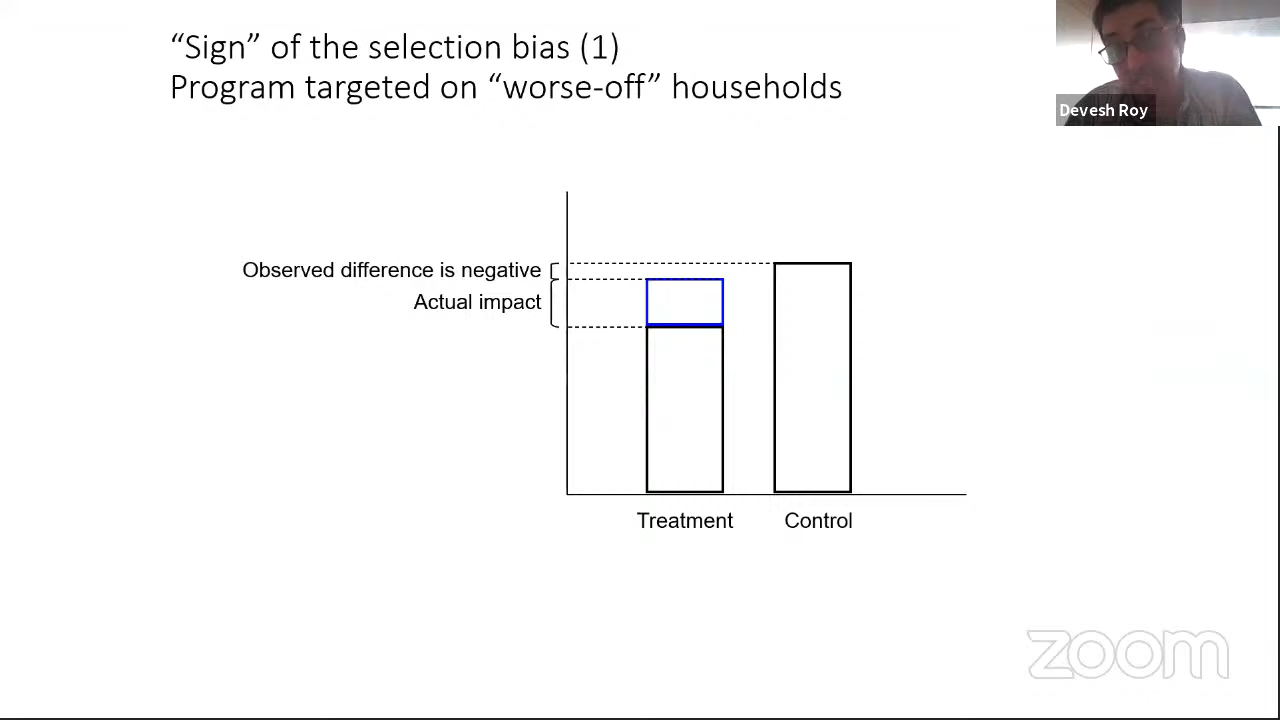 “Sign” of the selection bias (1)
Program targeted on “worse-off” households
Devesh Roy
Observed difference is negative
Actual impact
Treatment
Control
zoom